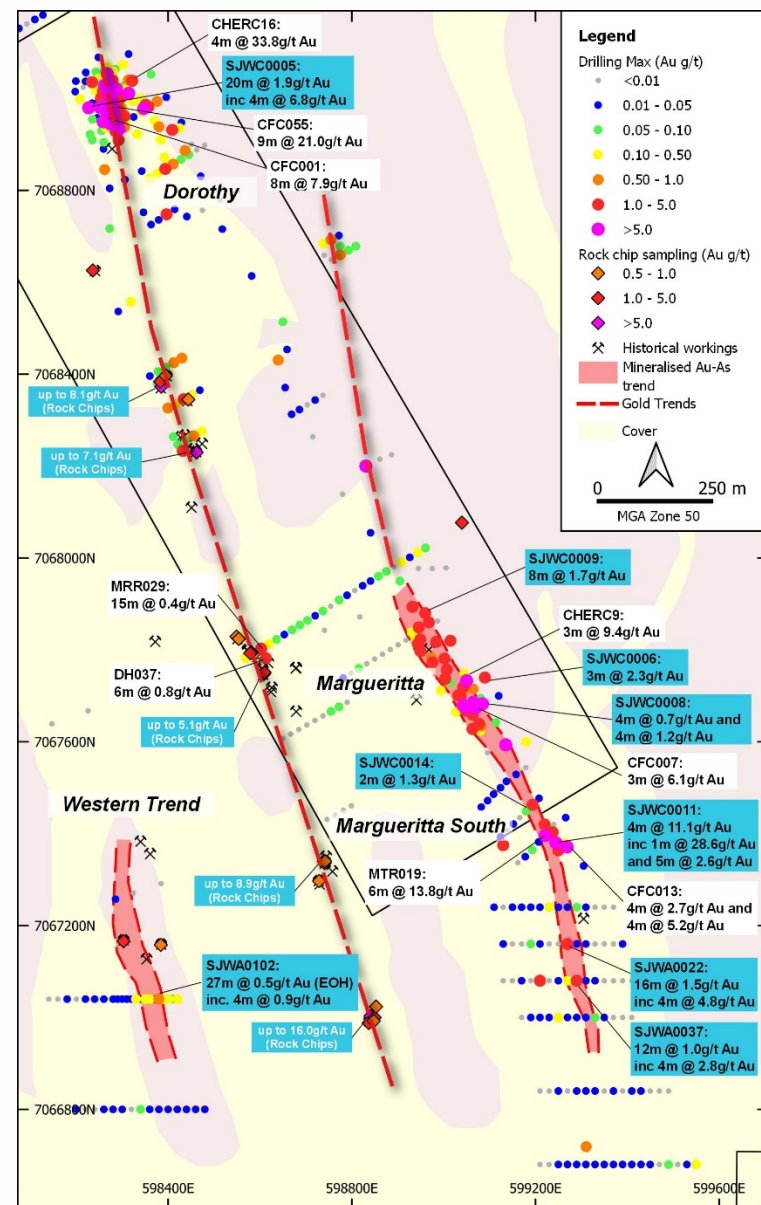 CHERC16:
4m @ 33.8g/t Au
SJWC0005:
20m @ 1.9g/t Au
inc 4m @ 6.8g/t Au
CFC055:
9m @ 21.0g/t Au
CFC001:
8m @ 7.9g/t Au
Dorothy
7068800N
7068400N
up to 8.1g/t Au
(Rock Chips)
up to 7.1g/t Au
(Rock Chips)
7068000N
MRR029:
15m @ 0.4g/t Au
DH037:
6m @ 0.8g/t Au
up to 5.1g/t Au
(Rock Chips)
Margueritta
SJWC0009:
8m @ 1.7g/t Au
CHERC9:
3m @ 9.4g/t Au
SJWC0006:
3m @ 2.3g/t Au
SJWC0008:
4m @ 0.7g/t Au and
4m @ 1.2g/t Au
CFC007:
3m @ 6.1g/t Au
7067600N
SJWC0014:
2m @ 1.3g/t Au
Western Trend
Margueritta South
SJWC0011:
4m @ 11.1g/t Au
inc 1m @ 28.6g/t Au
and 5m @ 2.6g/t Au
MTR019:
6m @ 13.8g/t Au
up to 8.9g/t Au
(Rock Chips)
CFC013:
4m @ 2.7g/t Au and
4m @ 5.2g/t Au
7067200N
SJWA0102:
27m @ 0.5g/t Au (EOH)
inc. 4m @ 0.9g/t Au
SJWA0022:
16m @ 1.5g/t Au
inc 4m @ 4.8g/t Au
up to 16.0g/t Au
(Rock Chips)
SJWA0037:
12m @ 1.0g/t Au
inc 4m @ 2.8g/t Au
7066800N
598400E
598800E
599200E
599600E
Legend
Drilling Max (Au g/t)
<0.01
0.01 - 0.05
0.05 - 0.10
0.10 - 0.50
0.50 - 1.0
1.0 - 5.0
>5.0
Rock chip sampling (Au g/t)
0.5 - 1.0
1.0 - 5.0
>5.0
Historical workings
Mineralised Au-As
trend
Gold Trends
Cover
0
250 m
MGA Zone 50